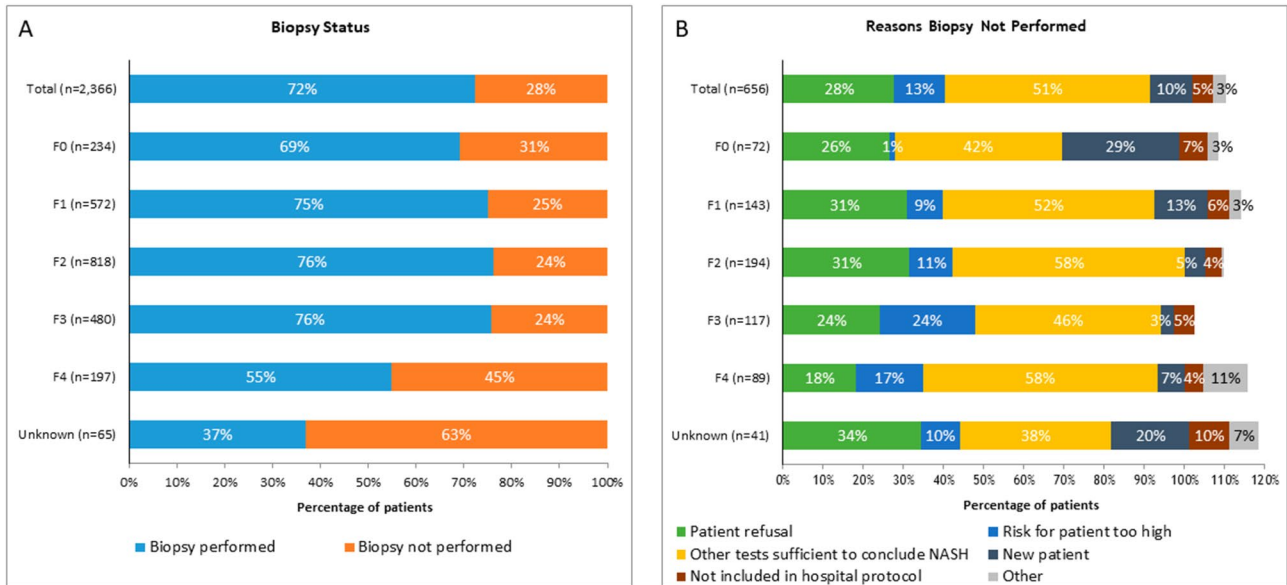 A
Biopsy Status
Total (n=2,366) 72% 28%
F0 (n=234) 69% 31%
F1 (n=572) 75% 25%
F2 (n=818) 76% 24%
F3 (n=480) 76% 24%
F4 (n=197) 55% 45%
Unknown (n=65) 37% 63%
0% 10% 20% 30% 40% 50% 60% 70% 80% 90% 100%
Percentage of patients
Biopsy performed Biopsy not performed
B
Reasons Biopsy Not Performed
Total (n=656) 28% 13% 51% 10% 5% 3%
F0 (n=72) 26% 1% 42% 29% 7% 3%
F1 (n=143) 31% 9% 52% 13% 6% 3%
F2 (n=194) 31% 11% 58% 5% 4%
F3 (n=117) 24% 24% 46% 3% 5%
F4 (n=89) 18% 17% 58% 7% 4% 11%
Unknown (n=41) 34% 10% 38% 20% 10% 7%
0% 10% 20% 30% 40% 50% 60% 70% 80% 90% 100% 110% 120%
Percentage of patients
Patient refusal Risk for patient too high
Other tests sufficient to conclude NASH New patient
Not included in hospital protocol Other